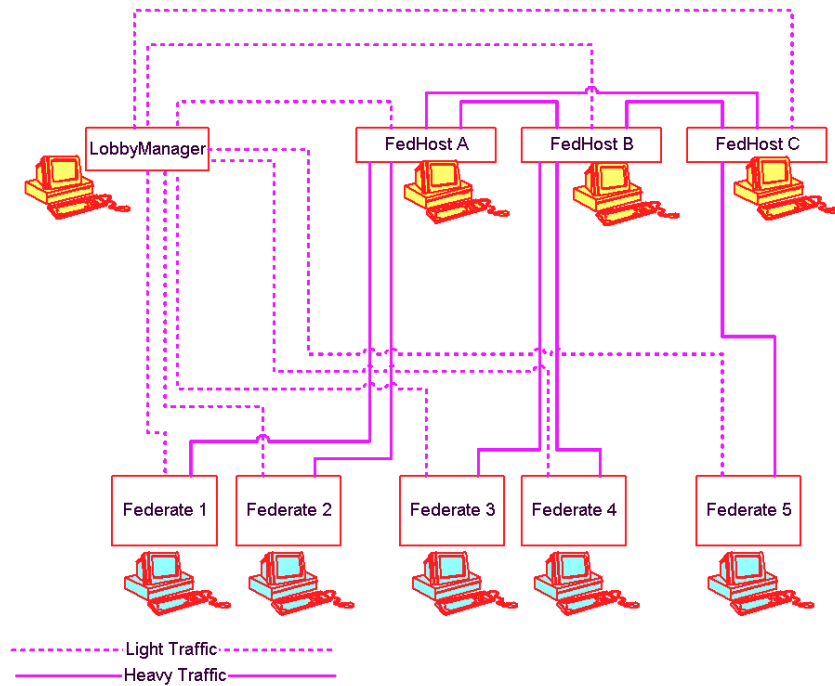 LobbyManager
FedHost A
FedHost B
FedHost C
Federate 1
Federate 2
Federate 3
Federate 4
Federate 5
Light Traffic
Heavy Traffic